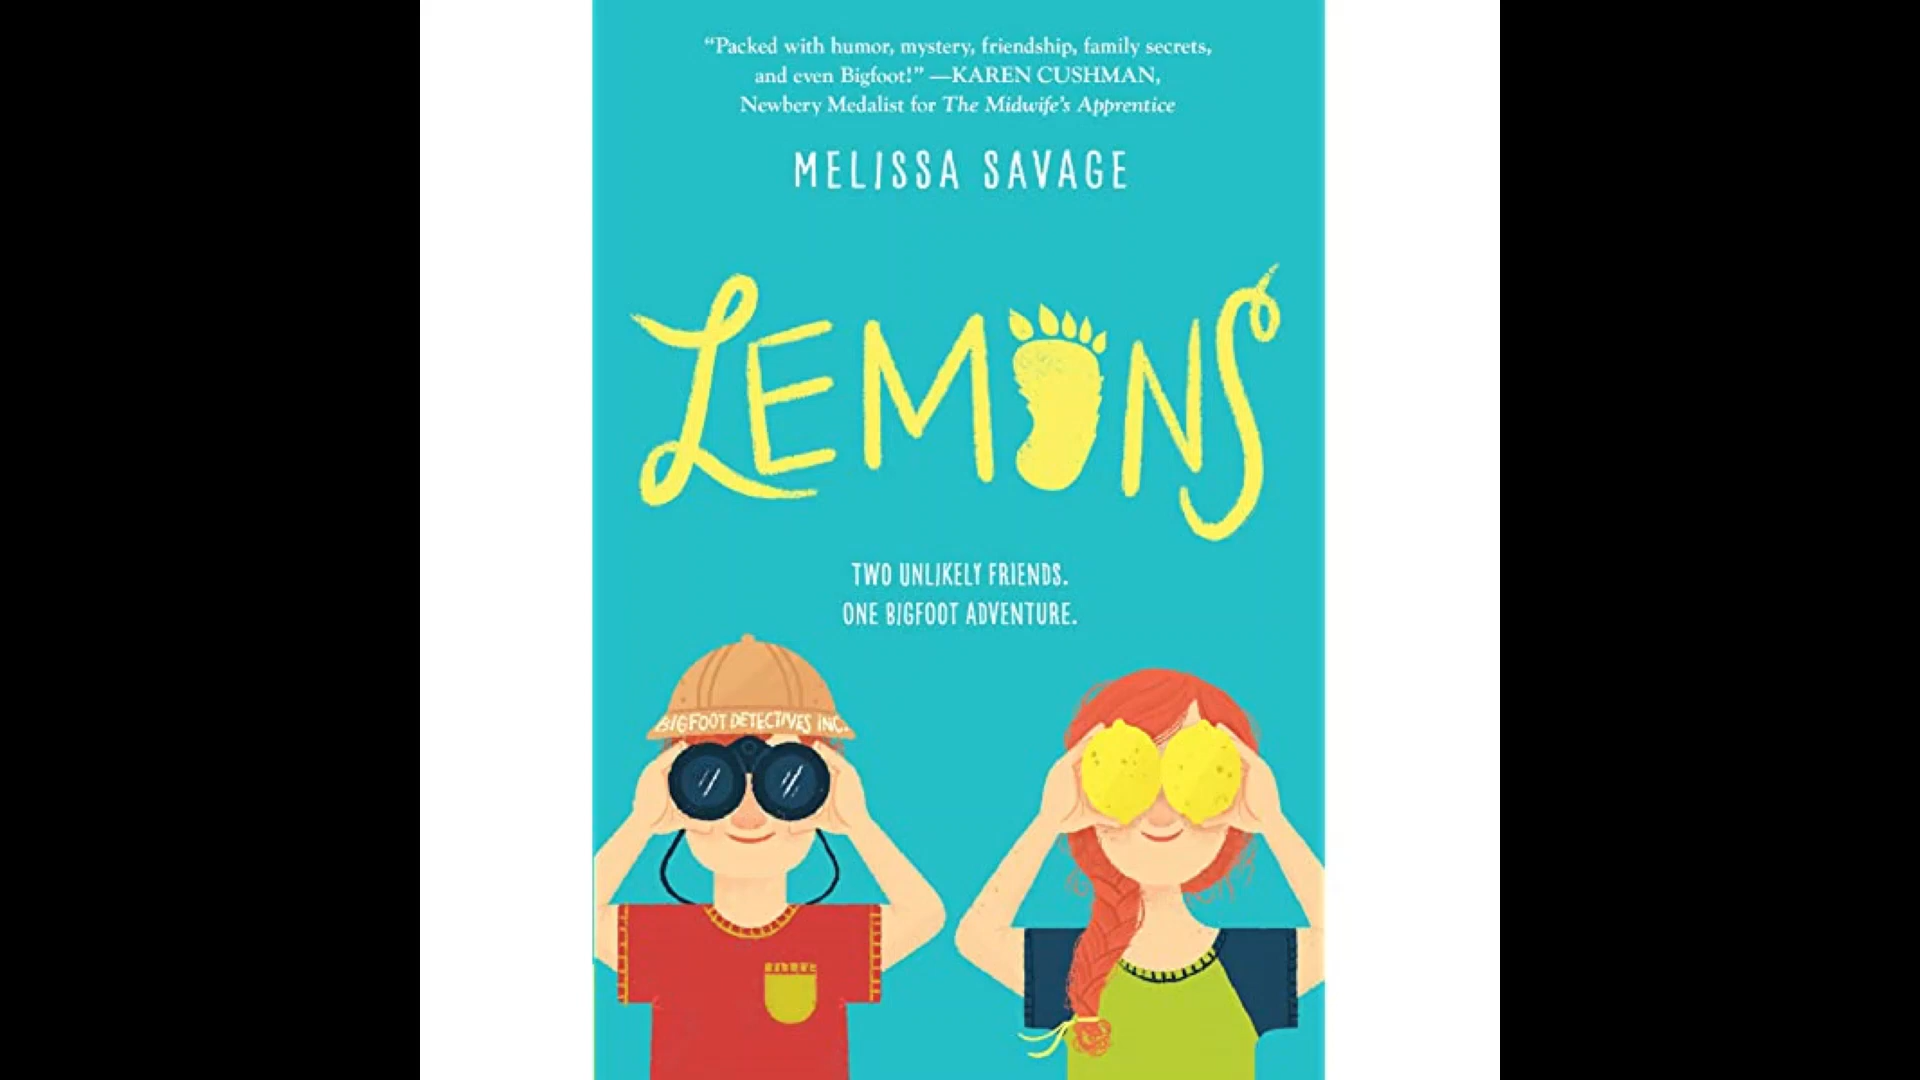 “Packed with humor, mystery, friendship, family secrets,
and even Bigfoot!” —KAREN CUSHMAN,
Newbery Medalist for The Midwife’s Apprentice
MELISSA SAVAGE
LEMONS
TWO UNLIKELY FRIENDS.
ONE BIGFOOT ADVENTURE.
BIGFOOT DETECTIVES INC.